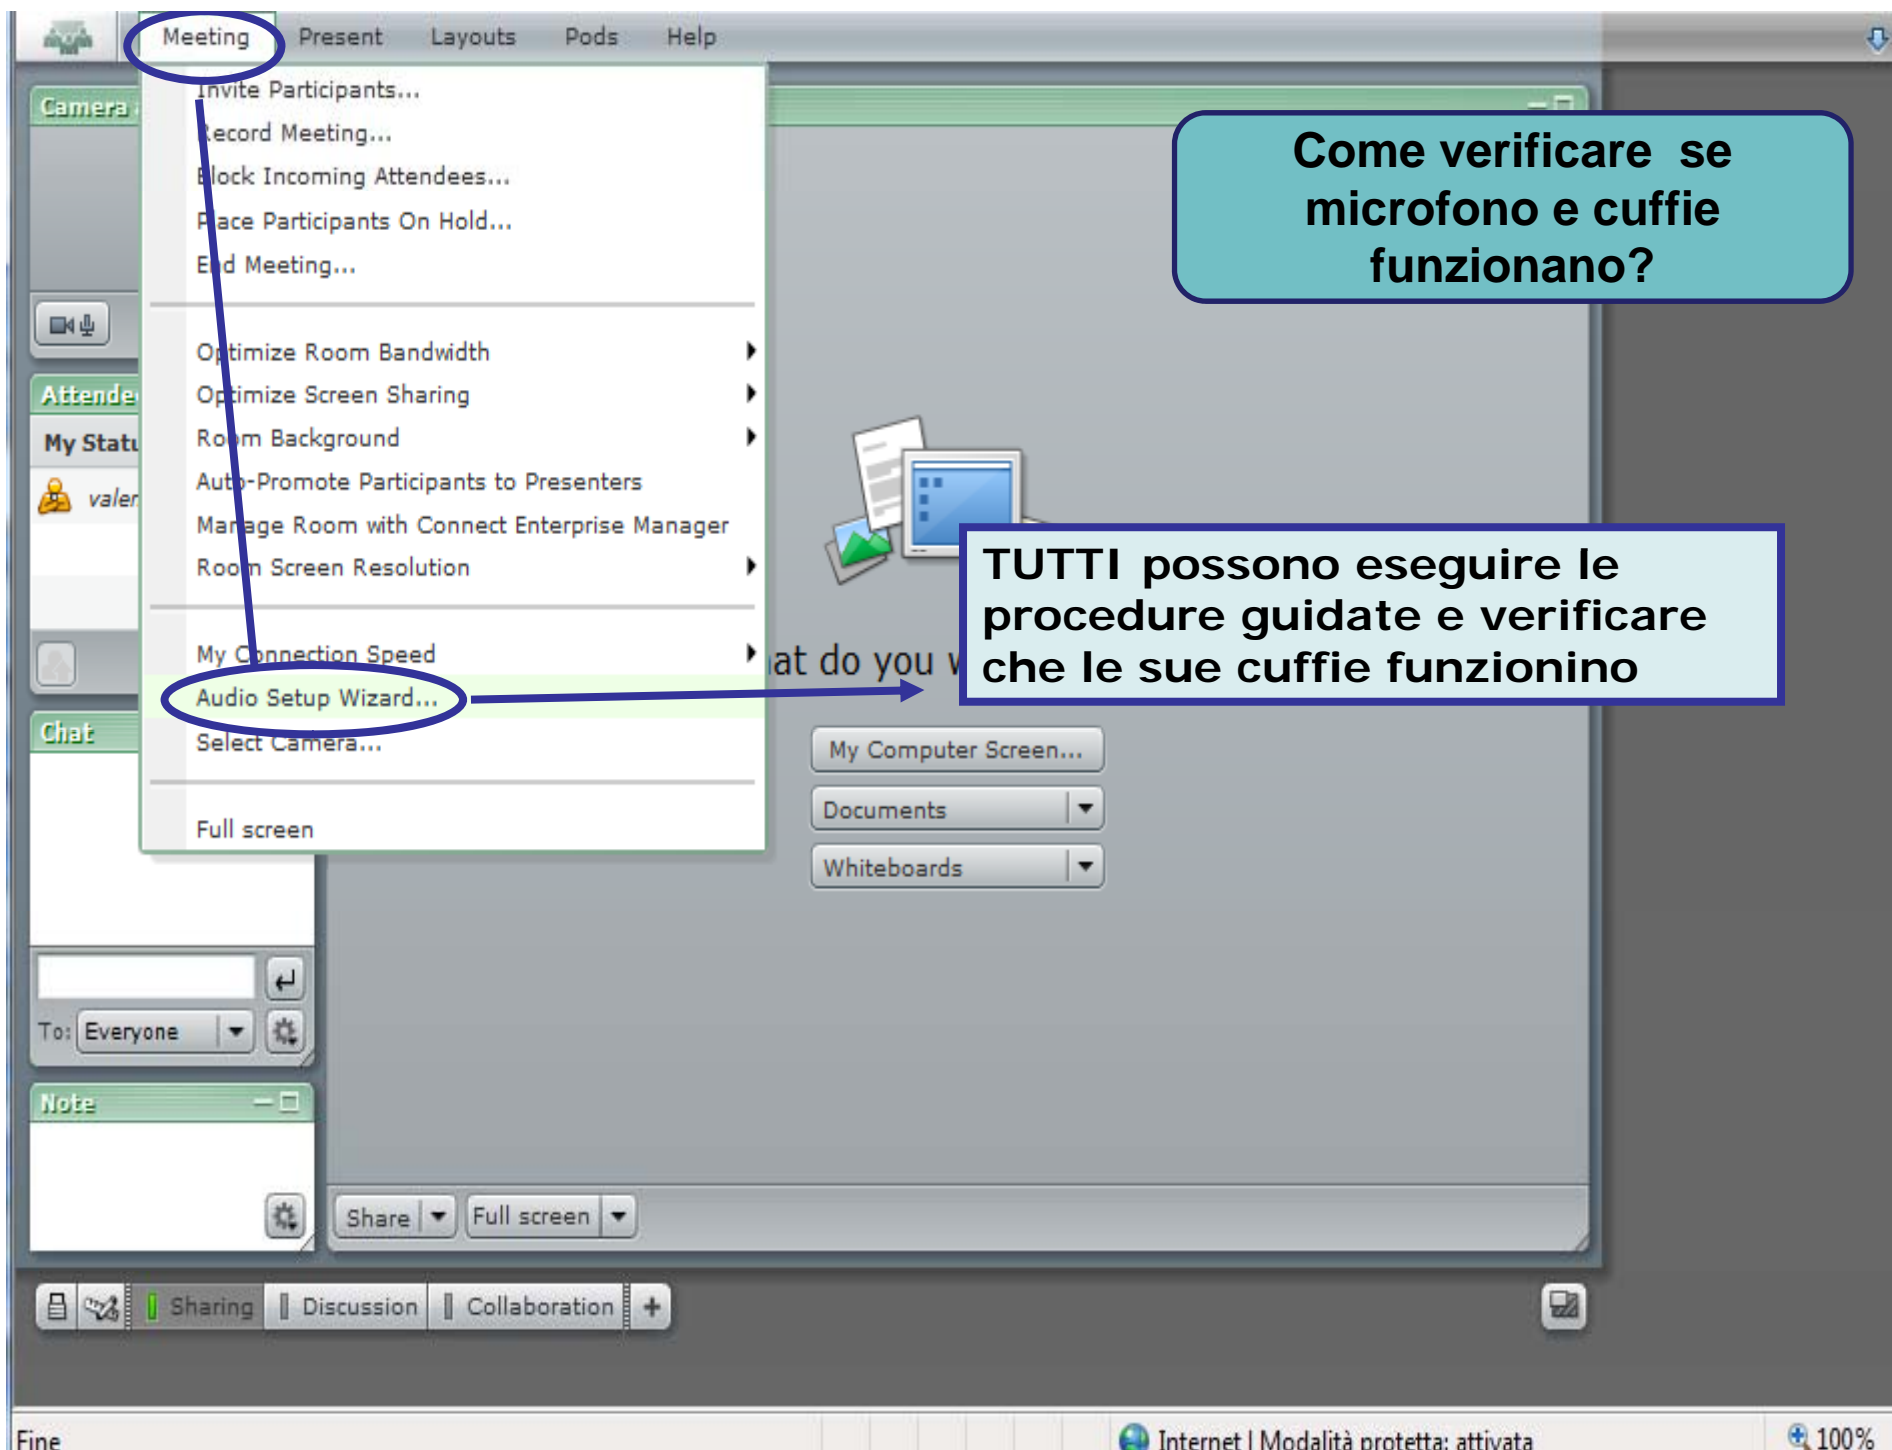 Meeting Present Layouts Pods Help
Camera
Invite Participants...
Record Meeting...
Block Incoming Attendees...
Place Participants On Hold...
End Meeting...
Optimize Room Bandwidth
Optimize Screen Sharing
Room Background
Auto-Promote Participants to Presenters
Manage Room with Connect Enterprise Manager
Room Screen Resolution
My Connection Speed
Audio Setup Wizard...
Select Camera...
Full screen
Come verificare se
microfono e cuffie
funzionano?
TUTTI possono eseguire le
procedure guidate e verificare
che le sue cuffie funzionino
do you
My Computer Screen...
Documents
Whiteboards
My
Chat
To: Everyone
Note
Share Full screen
Sharing Discussion Collaboration +
Fine Internet | Modalità protetta: attivata 100%